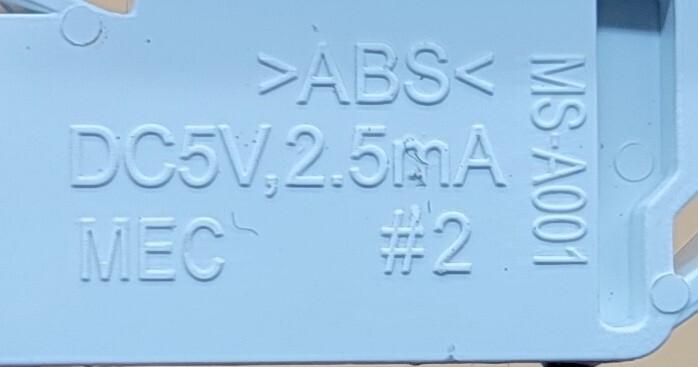 >ABS<
DC5V,2.5mA
MEC #2
MS-A001